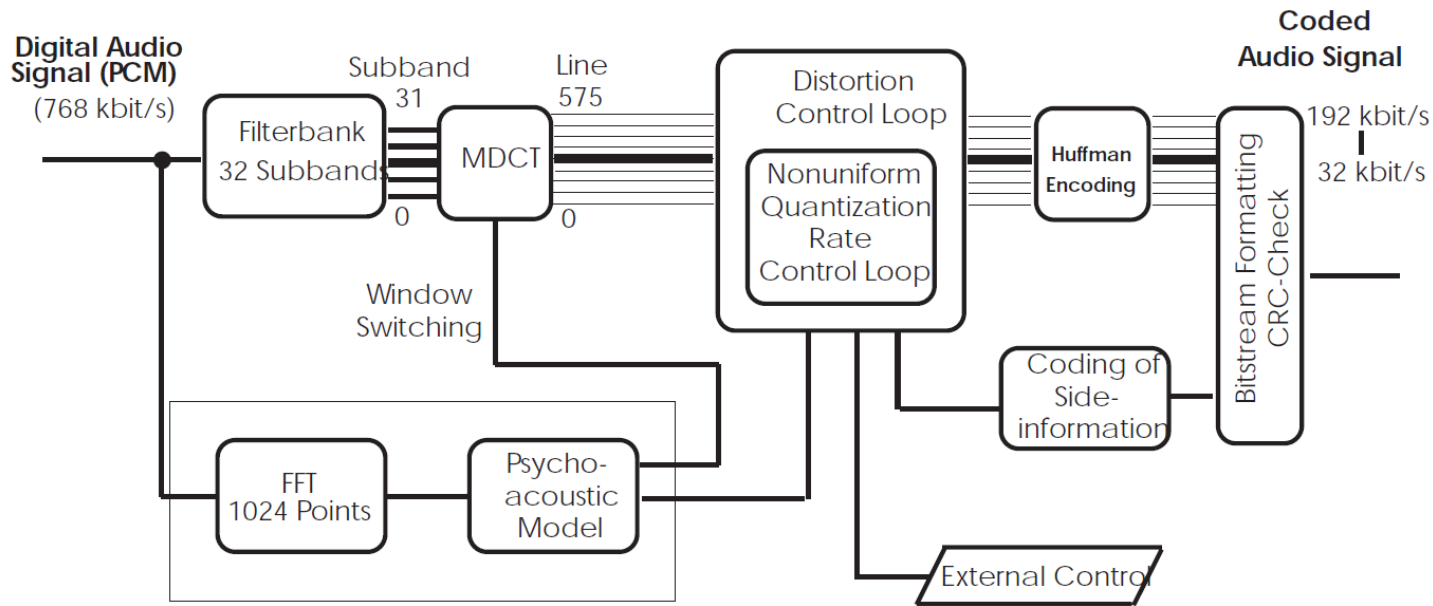 Digital Audio
Signal (PCM)
(768 kbit/s)
Filterbank
32 Subbands
Subband
31
0
MDCT
Line
575
0
Window
Switching
FFT
1024 Points
Psycho-
acoustic
Model
Distortion
Control Loop
Nonuniform
Quantization
Rate
Control Loop
Huffman
Encoding
Coding of
Side-
information
External Control
Bitstream Formatting
CRC-Check
Coded
Audio Signal
192 kbit/s
32 kbit/s